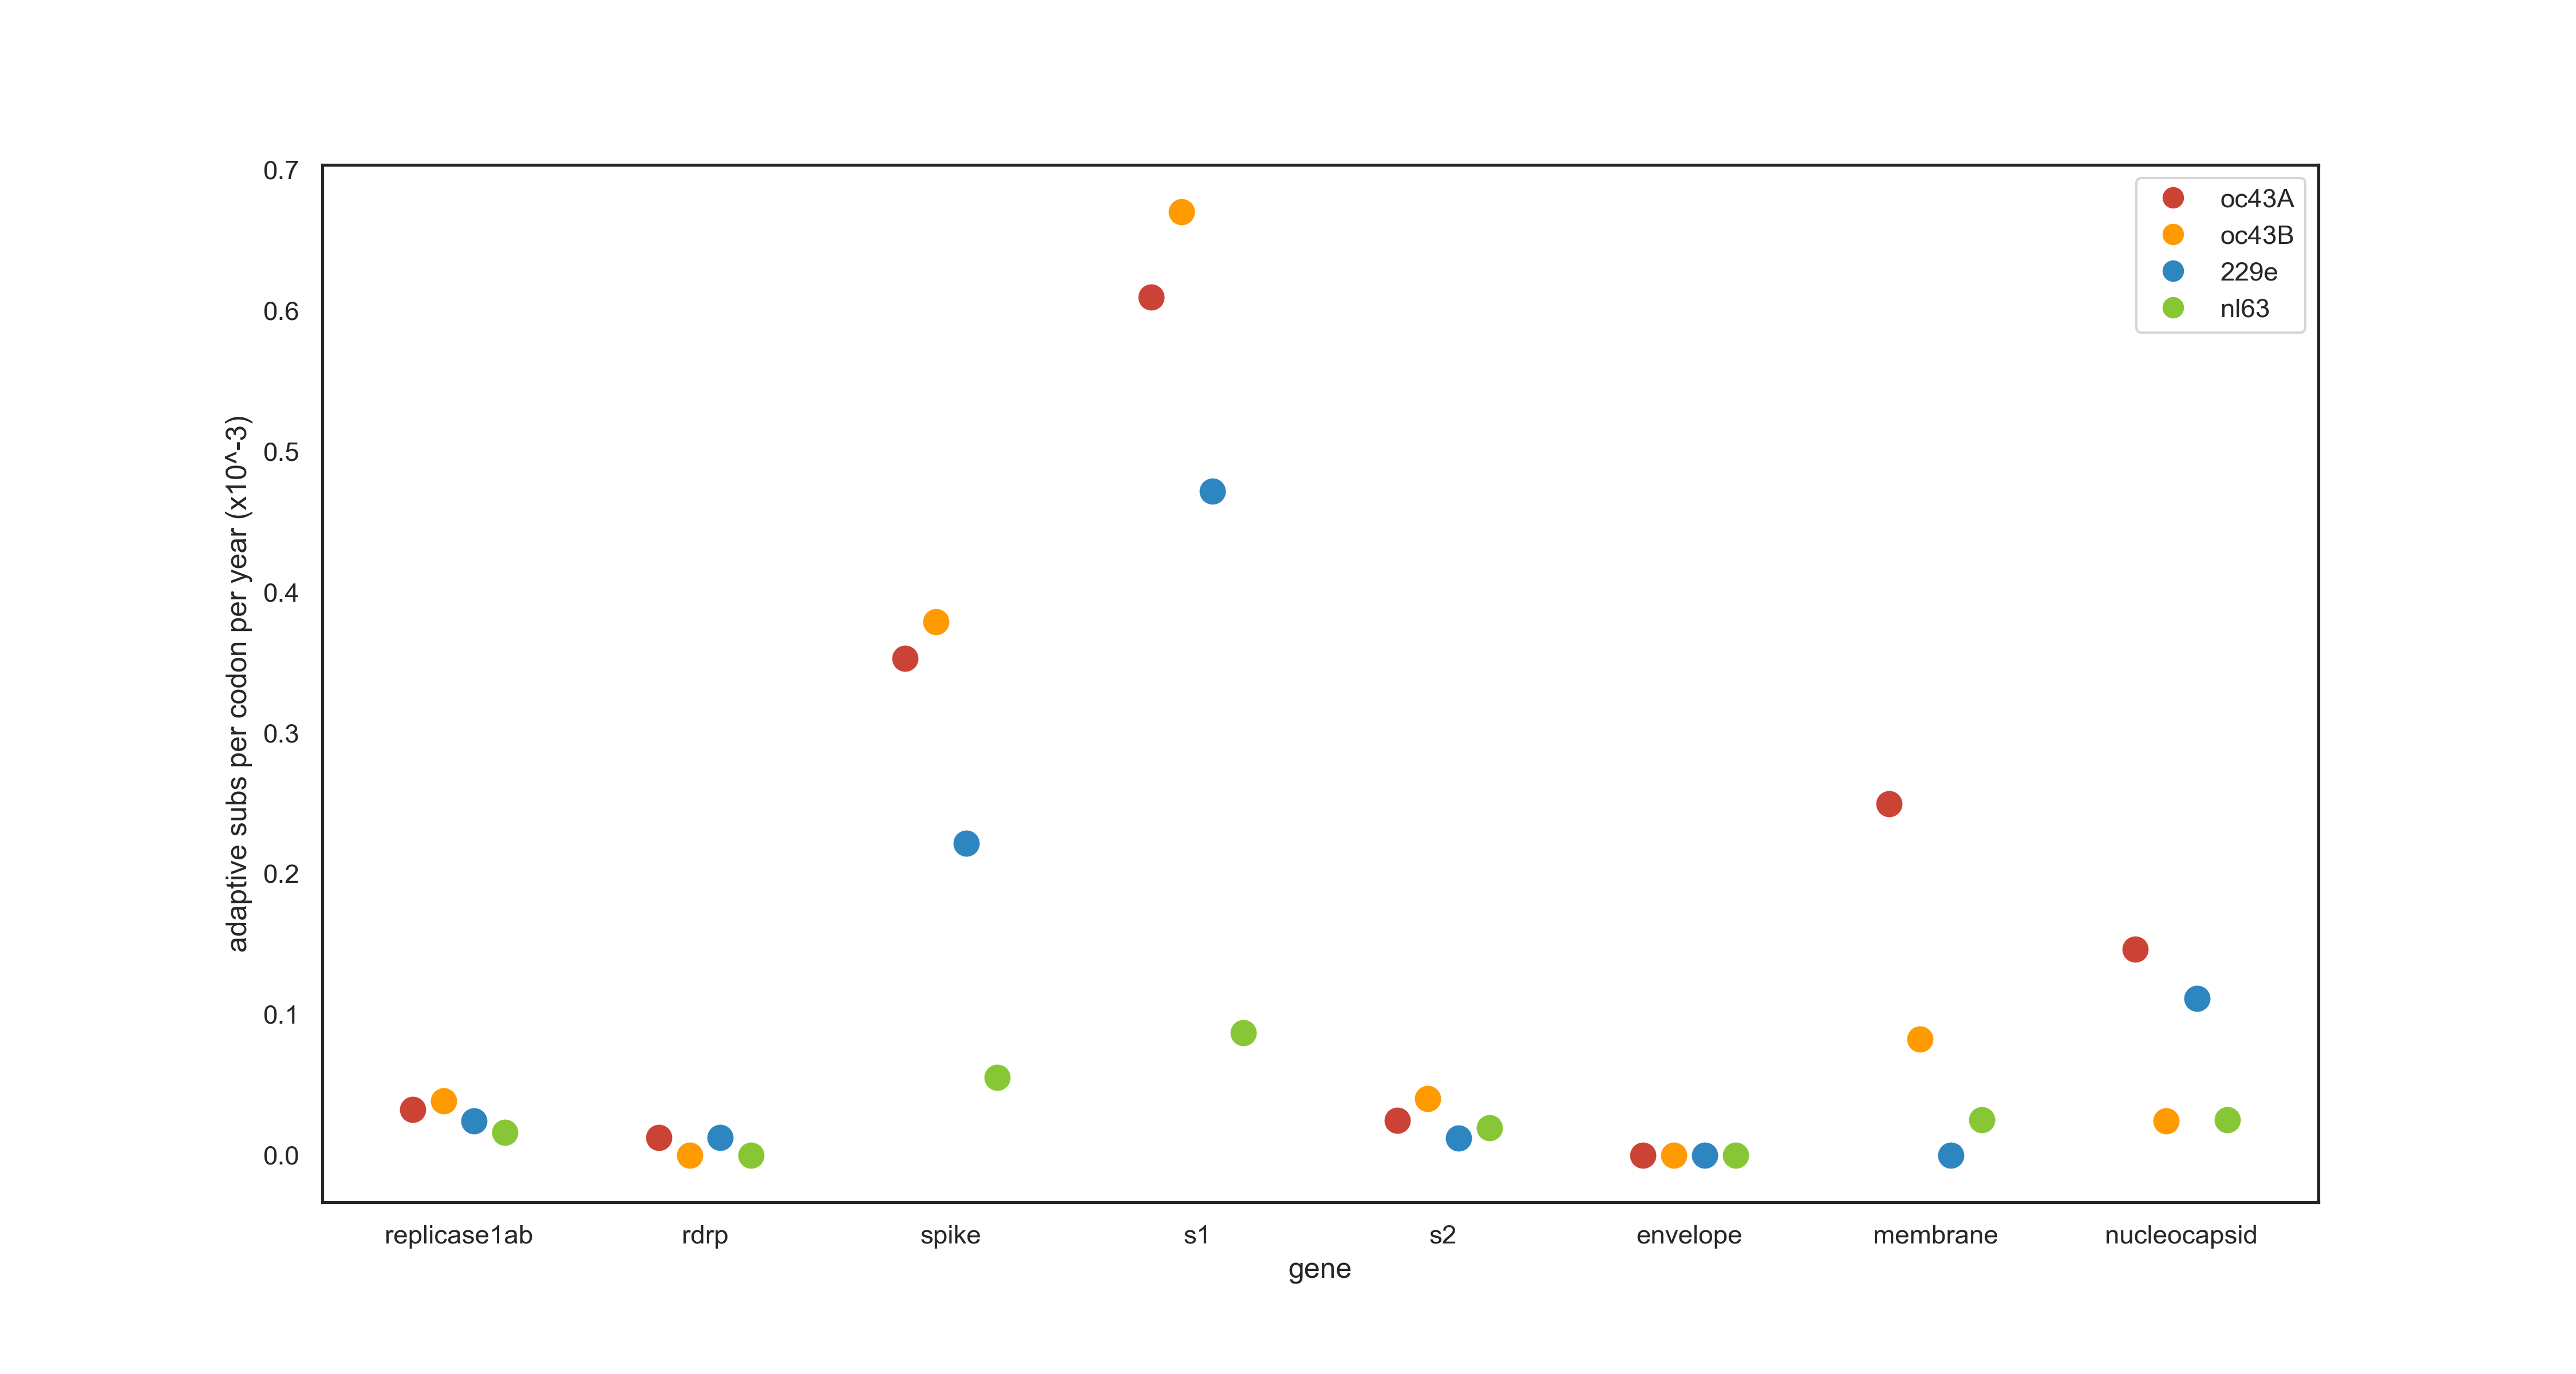 adaptive subs per codon per year (x10^-3)
0.7
0.6
0.5
0.4
0.3
0.2
0.1
0.0
oc43A
oc43B
229e
nl63
replicase1ab rdrp spike s1 s2 envelope membrane nucleocapsid
gene